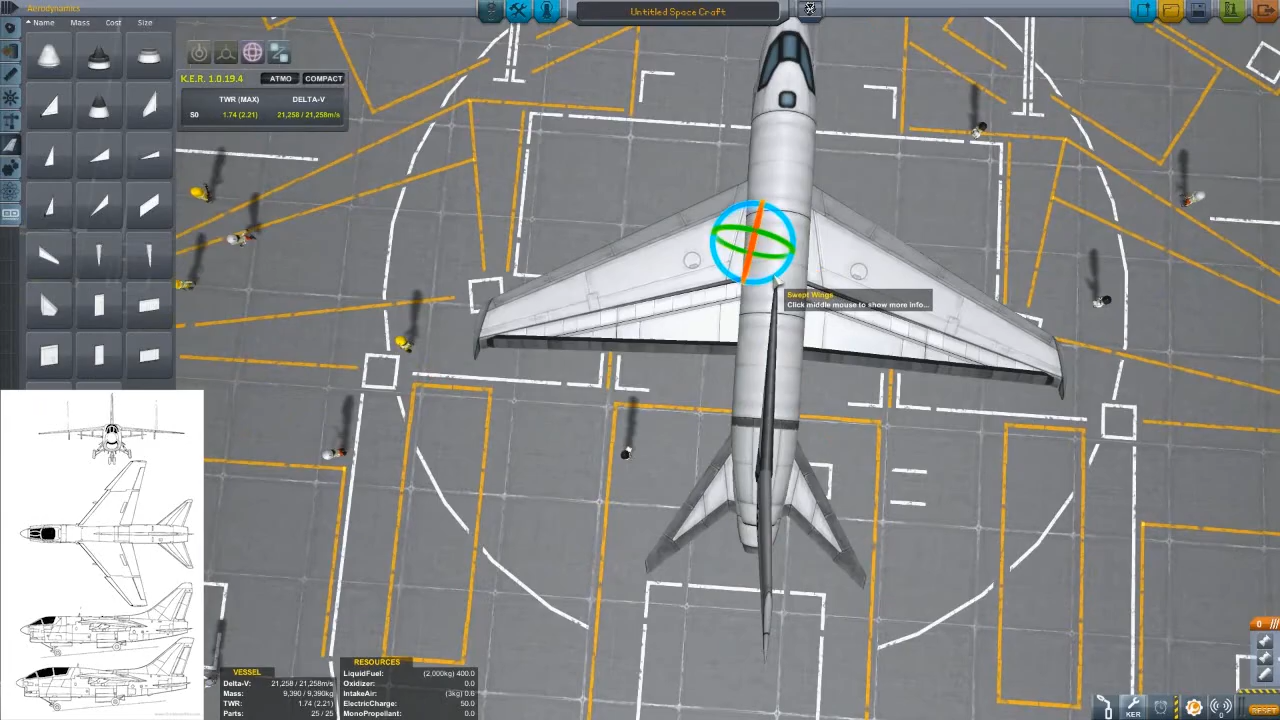 Aerodynamics
Untitled Space Craft
Name Mass Cost Size
K.E.R. 1.0.19.4 ATMO COMPACT
TWR (MAX) DELTA-V
S0 1.74 (2.21) 21,258 / 21,258m/s
Swept Wings
Click middle mouse to show more info...
VESSEL
Delta-V: 21,258 / 21,258m/s
Mass: 9,390 / 9,390kg
TWR: 1.74 (2.21)
Parts: 25 / 25
RESOURCES
LiquidFuel: (2,000kg) 400.0
Oxidizer: 0.0
IntakeAir: (3kg) 0.6
ElectricCharge: 50.0
MonoPropellant: 0.0
0
KER
0
RESET